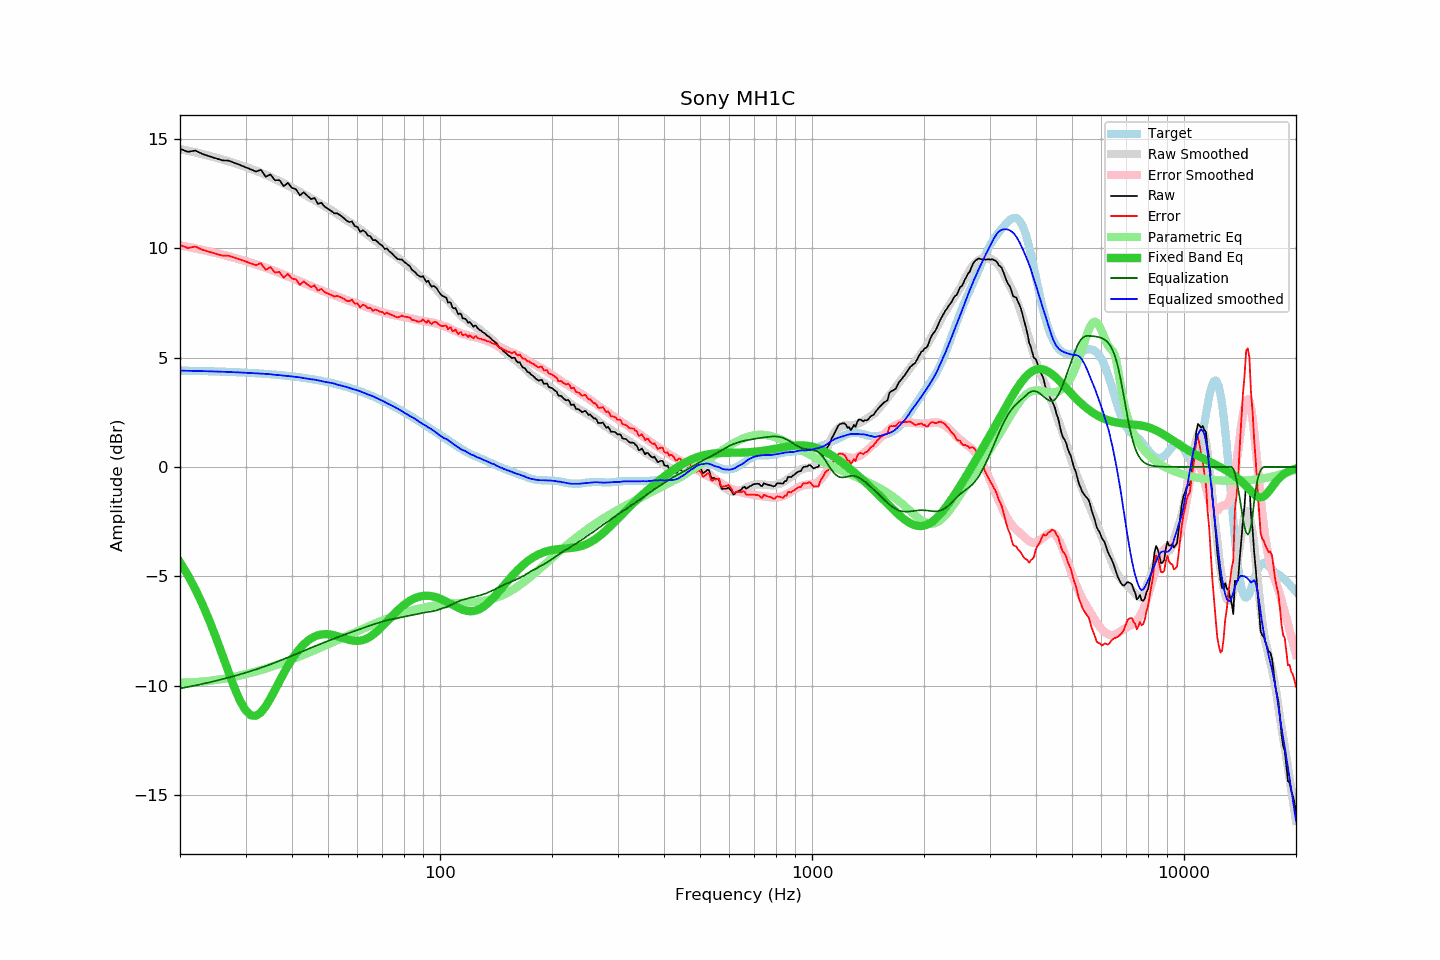 Sony MH1C
Amplitude (dBr)
15
10
5
0
−5
−10
−15
Target
Raw Smoothed
Error Smoothed
Raw
Error
Parametric Eq
Fixed Band Eq
Equalization
Equalized smoothed
100
1000
10000
Frequency (Hz)